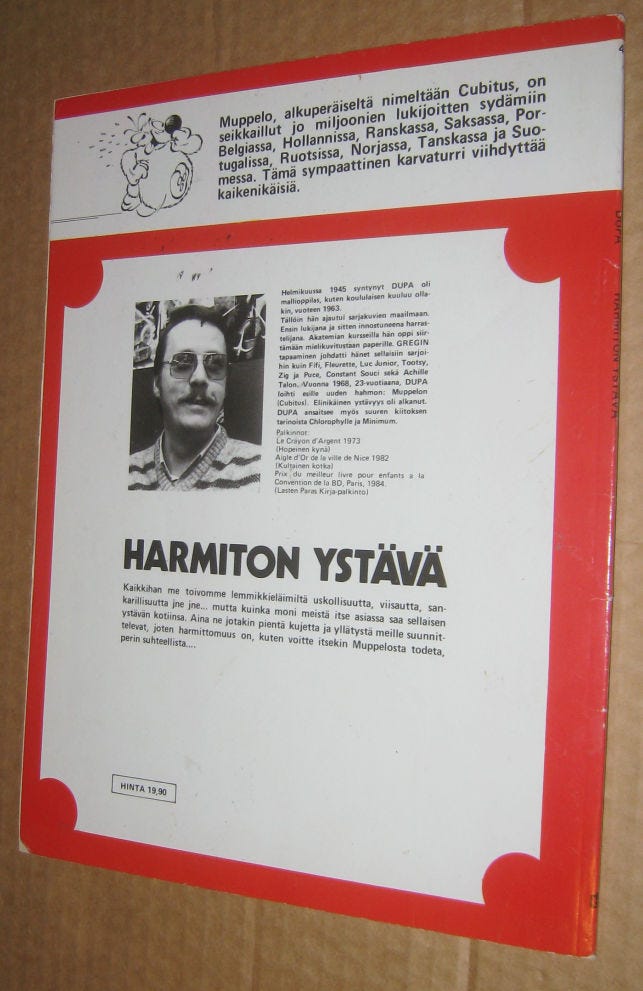 Muppelo, alkuperäiseltä nimeltään Cubitus, on
seikkaillut jo miljoonien lukijoitten sydämiin
Belgiassa, Hollannissa, Ranskassa, Saksassa, Por-
tugalissa, Ruotsissa, Norjassa, Tanskassa ja Suo-
messa. Tämä sympaattinen karvaturri viihdyttää
kaikenikäisiä.
DUPA HARMITON YSTÄVÄ
Helmikuussa 1945 syntynyt DUPA oli
mallioppilas, kuten koululaisen kuuluu olla-
kin, vuoteen 1963.
Tällöin hän ajautui sarjakuvien maailmaan.
Ensin lukijana ja sitten innostuneena harras-
telijana. Akatemian kursseilla hän oppi siir-
tämään mielikuvitustaan paperille. GREGIN
tapaaminen johdatti hänet sellaisiin sarjoi-
hin kuin Fifi, Fleurette, Luc Junior, Tootsy,
Zig ja Puce, Constant Souci sekä Achille
Talon. Vuonna 1968, 23-vuotiaana, DUPA
loihti esille uuden hahmon: Muppelon
(Cubitus). Elinikäinen ystävyys oli alkanut.
DUPA ansaitsee myös suuren kiitoksen
tarinoista Chlorophylle ja Minimum.
Palkinnot:
Le Crayon d'Argent 1973
(Hopeinen kynä)
Aigle d'Or de la ville de Nice 1982
(Kultainen kotka)
Prix du meilleur livre pour enfants a la
Convention de la BD, Paris, 1984.
(Lasten Paras Kirja-palkinto)
HARMITON YSTÄVÄ
Kaikkihan me toivomme lemmikkieläimiltä uskollisuutta, viisautta, san-
karillisuutta jne jne... mutta kuinka moni meistä itse asiassa saa sellaisen
ystävän kotiinsa. Aina ne jotakin pientä kujetta ja yllätystä meille suunnit-
televat, joten harmittomuus on, kuten voitte itsekin Muppelosta todeta,
perin suhteellista....
HINTA 19,90